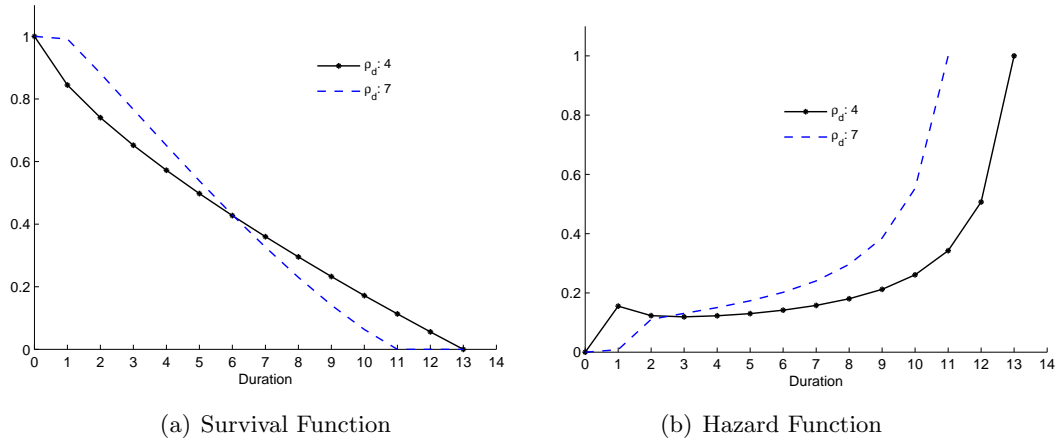 1
0.8
0.6
0.4
0.2
0
0 1 2 3 4 5 6 7 8 9 10 11 12 13 14
Duration
ρd: 4
ρd: 7
(a) Survival Function
1
0.8
0.6
0.4
0.2
0
0 1 2 3 4 5 6 7 8 9 10 11 12 13 14
Duration
ρd: 4
ρd: 7
(b) Hazard Function